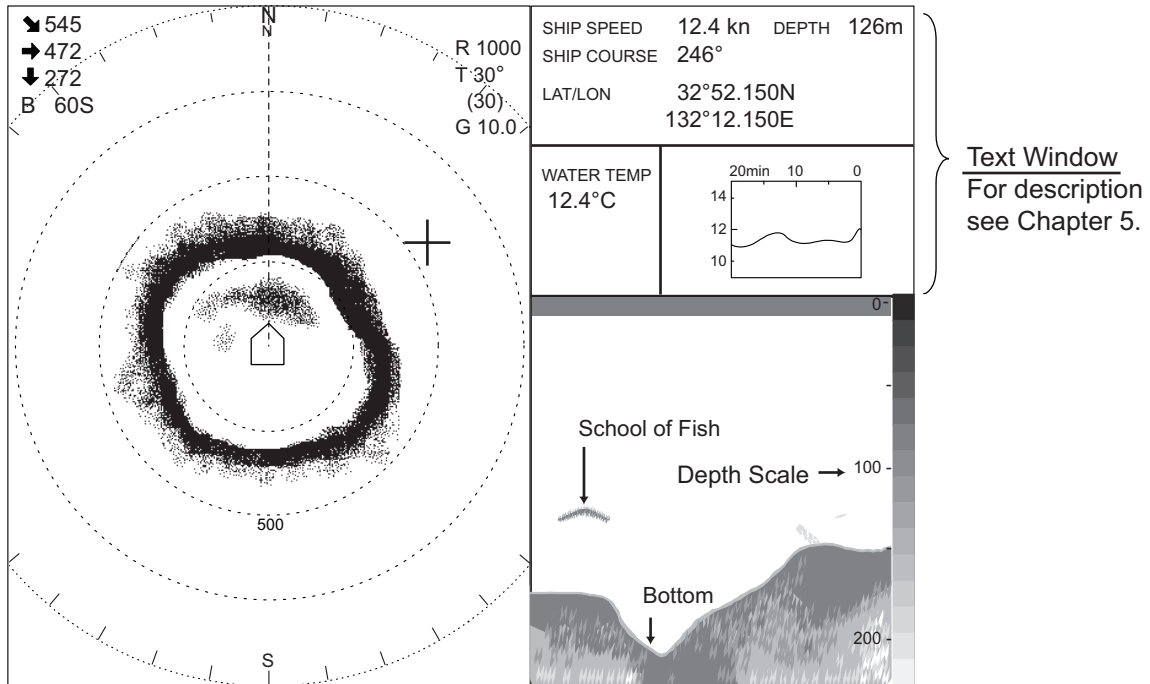 N
N
545
472
272
B 60S
R 1000
T 30°
(30)
G 10.0
500
S
SHIP SPEED 12.4 kn DEPTH 126m
SHIP COURSE 246°
LAT/LON 32°52.150N
132°12.150E
WATER TEMP
12.4°C
20min 10 0
14
12
10
Text Window
For description
see Chapter 5.
0
School of Fish
Depth Scale
100
Bottom
200